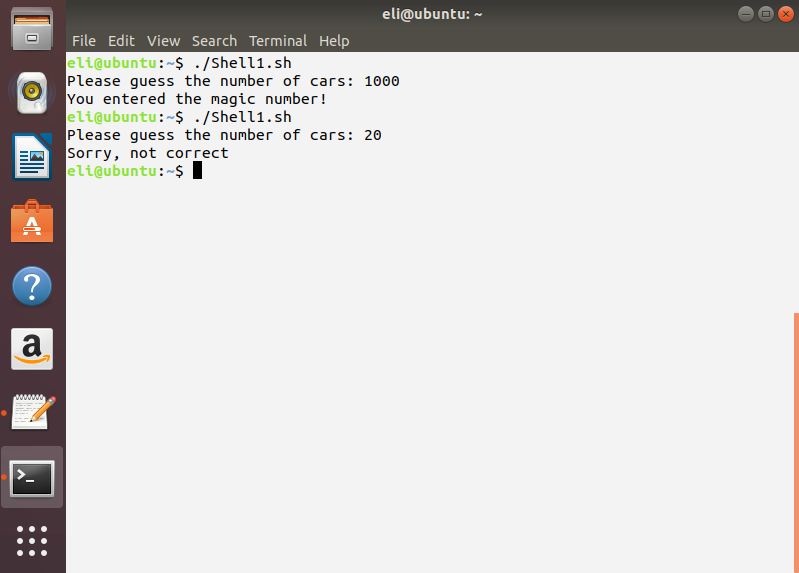 eli@ubuntu: ~
File Edit View Search Terminal Help
eli@ubuntu:~$ ./Shell1.sh
Please guess the number of cars: 1000
You entered the magic number!
eli@ubuntu:~$ ./Shell1.sh
Please guess the number of cars: 20
Sorry, not correct
eli@ubuntu:~$